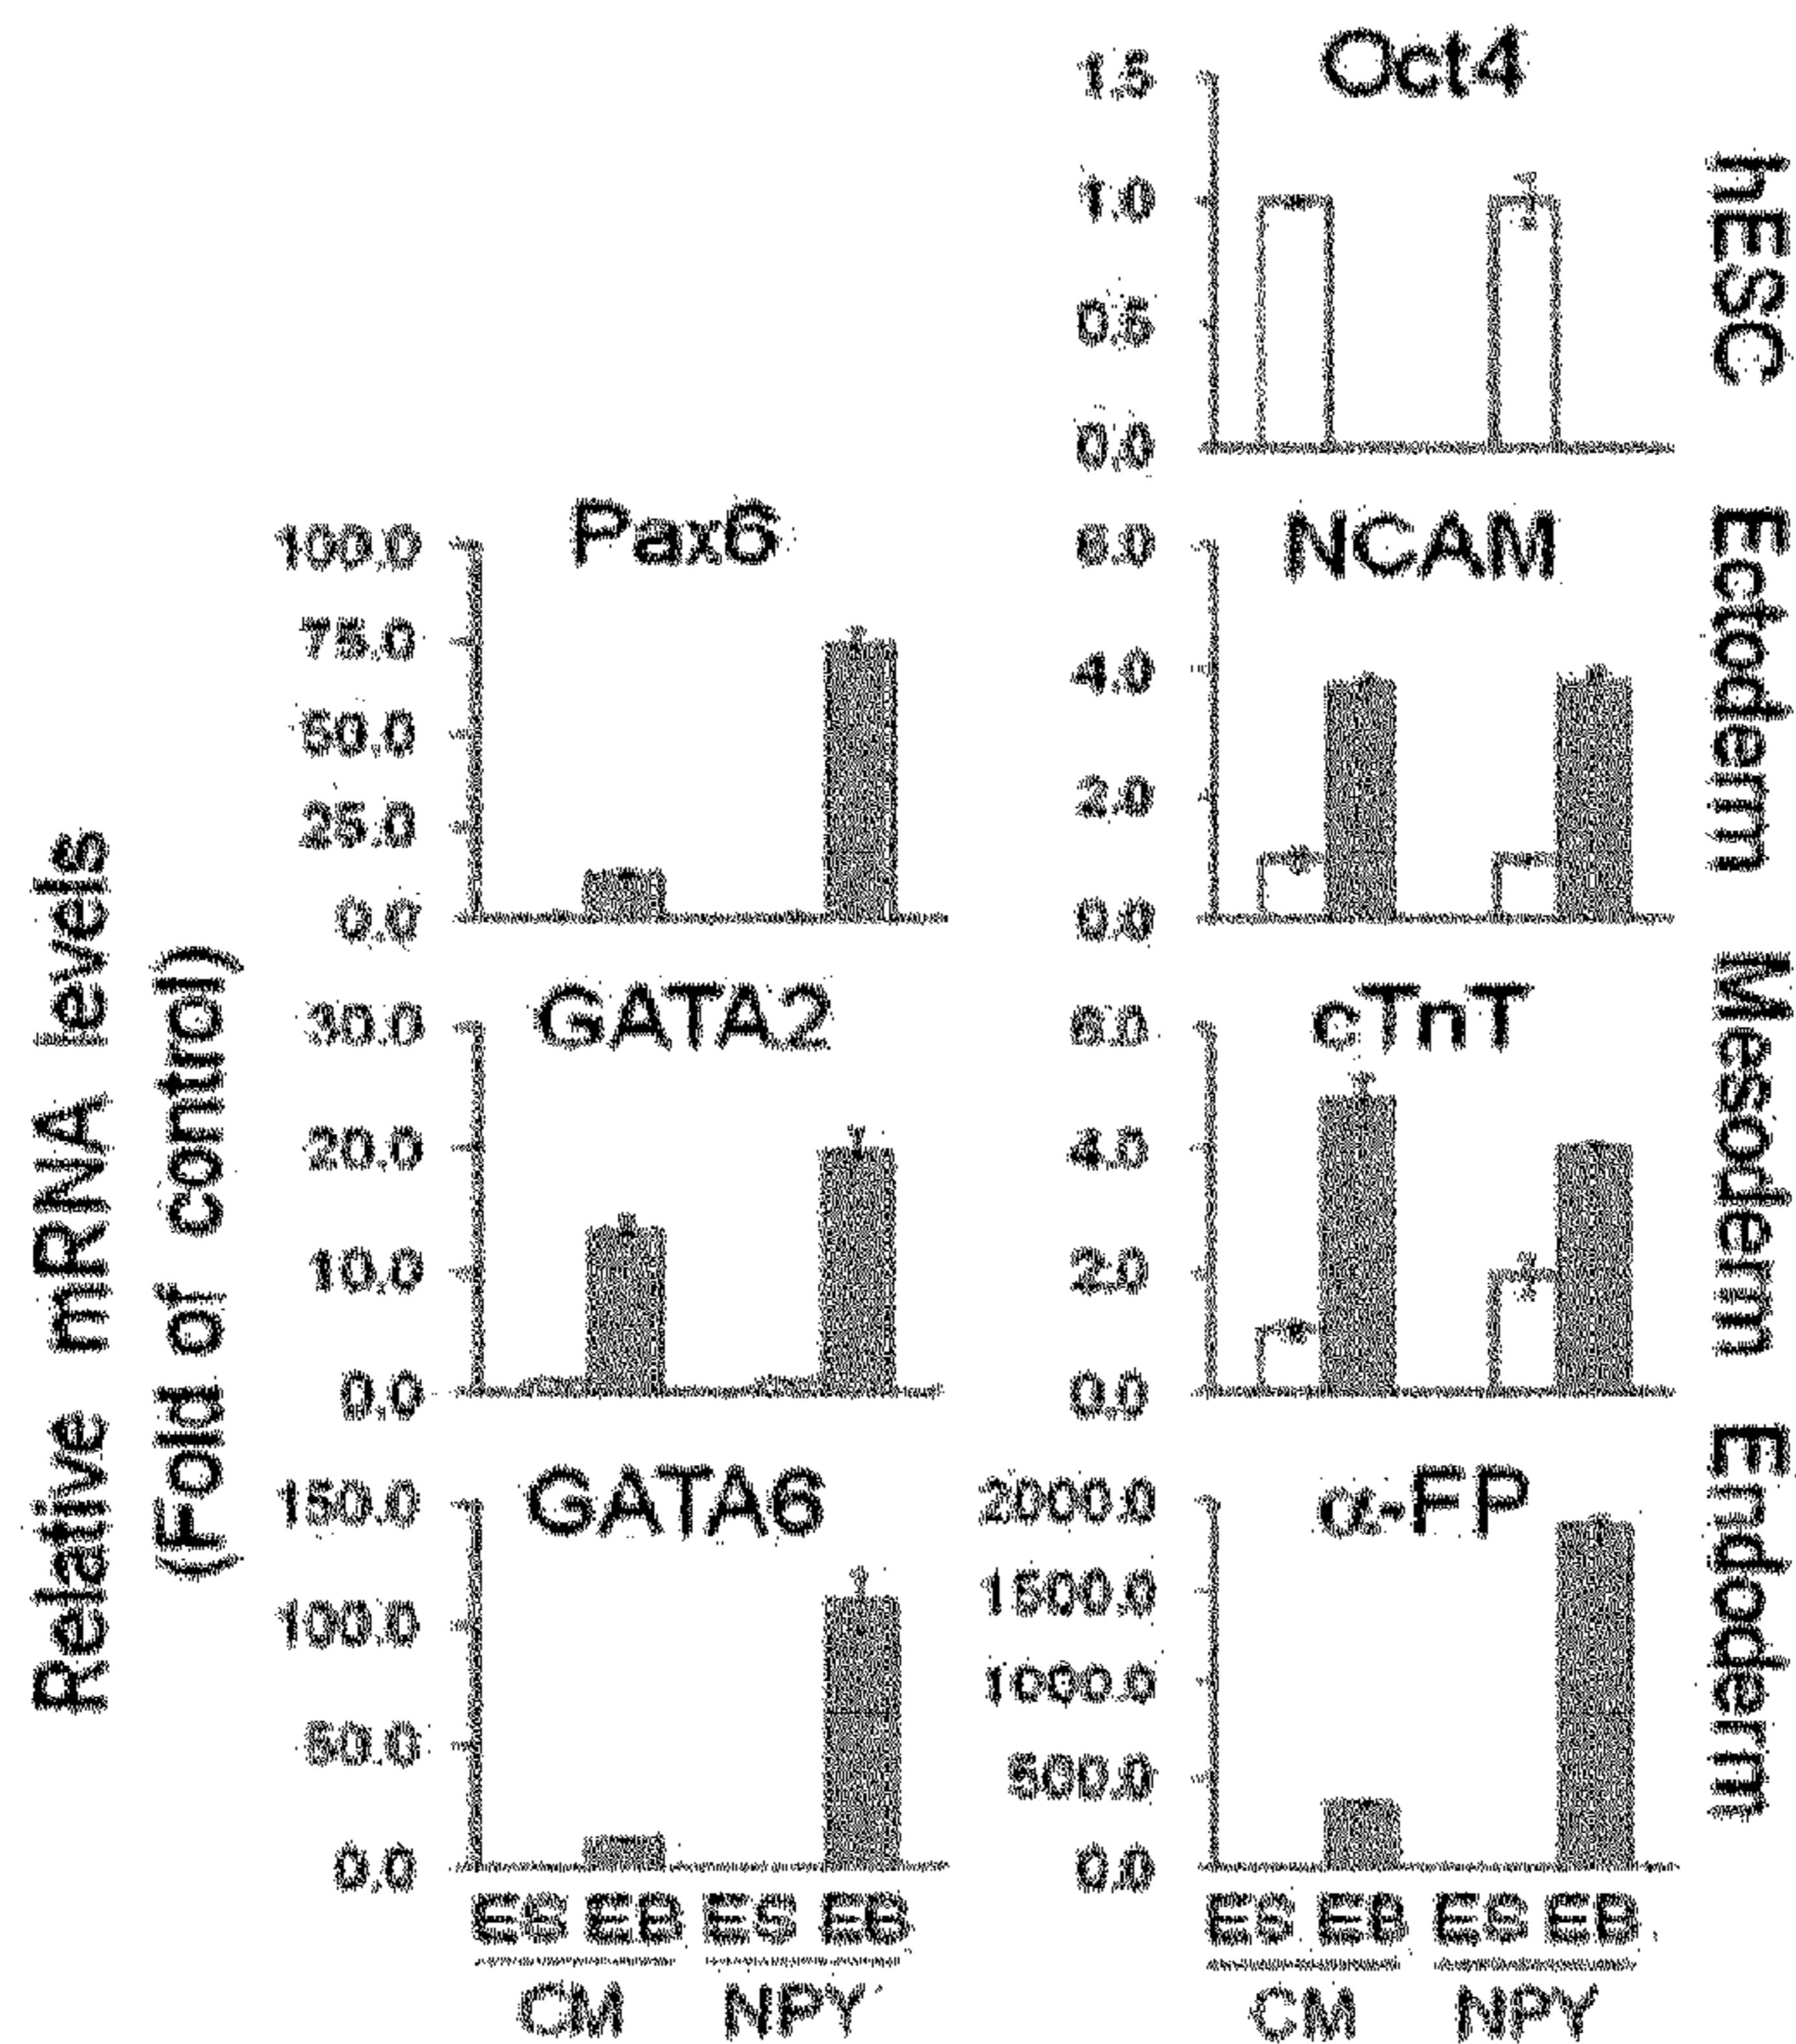 Relative mRNA levels
(Fold of control)
Oct4
1.5
1.0
0.5
0.0
hESC
Pax6
100.0
75.0
50.0
25.0
0.0
NCAM
6.0
4.0
2.0
0.0
Ectoderm
GATA2
30.0
20.0
10.0
0.0
cTnT
6.0
4.0
2.0
0.0
Mesoderm
GATA6
150.0
100.0
50.0
0.0
α-FP
2000.0
1500.0
1000.0
500.0
0.0
Endoderm
ES EB ES EB
CM NPY
ES EB ES EB
CM NPY